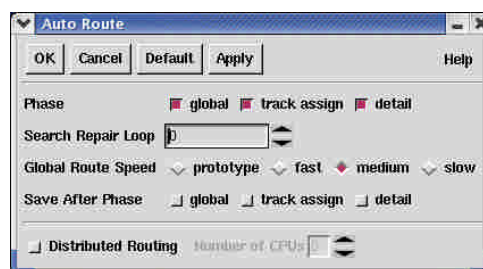 Auto Route
OK Cancel Default Apply Help
Phase global track assign detail
Search Repair Loop 0
Global Route Speed prototype fast medium slow
Save After Phase global track assign detail
Distributed Routing Number of CPUs 0